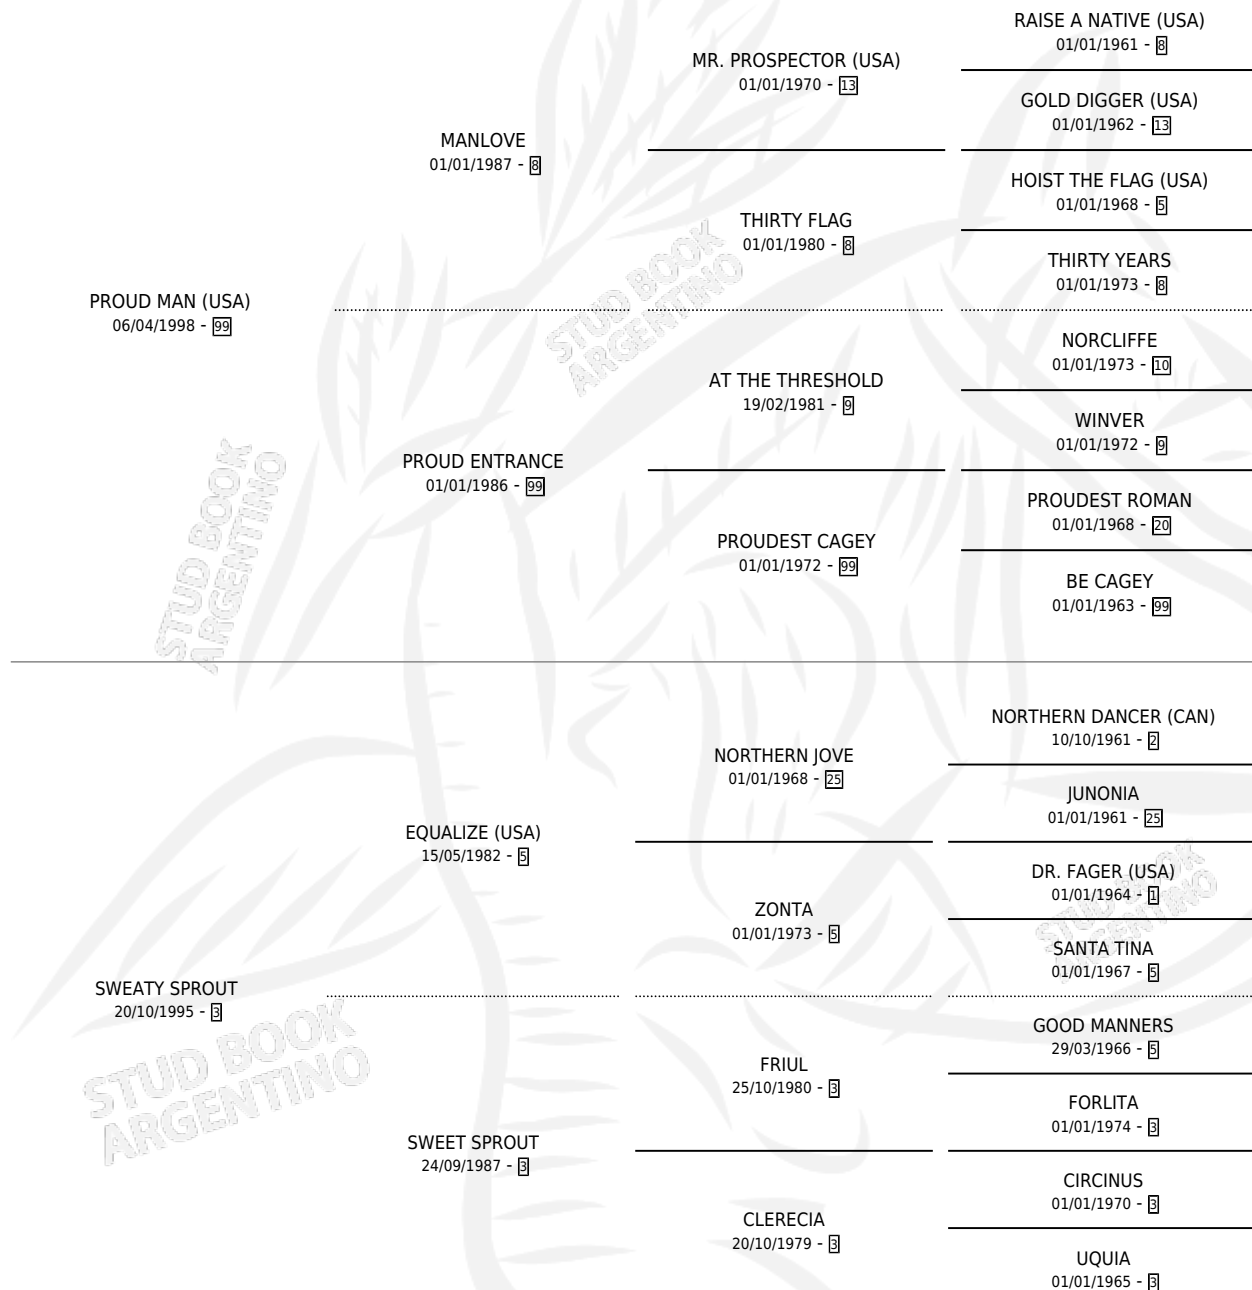 RAISE A NATIVE (USA)
01/01/1961 - 8
MR. PROSPECTOR (USA)
01/01/1970 - 13
GOLD DIGGER (USA)
01/01/1962 - 13
MANLOVE
01/01/1987 - 8
HOIST THE FLAG (USA)
01/01/1968 - 5
THIRTY FLAG
01/01/1980 - 8
THIRTY YEARS
01/01/1973 - 8
PROUD MAN (USA)
06/04/1998 - 99
STUD BOOK
ARGENTINO
NORCLIFFE
01/01/1973 - 10
AT THE THRESHOLD
19/02/1981 - 9
WINVER
01/01/1972 - 9
PROUD ENTRANCE
01/01/1986 - 99
PROUDEST ROMAN
01/01/1968 - 20
PROUDEST CAGEY
01/01/1972 - 99
BE CAGEY
01/01/1963 - 99
STUD BOOK
ARGENTINO
NORTHERN DANCER (CAN)
10/10/1961 - 2
NORTHERN JOVE
01/01/1968 - 25
JUNONIA
01/01/1961 - 25
EQUALIZE (USA)
15/05/1982 - 5
DR. FAGER (USA)
01/01/1964 - 1
ZONTA
01/01/1973 - 5
STUD BOOK
ARGENTINO
SANTA TINA
01/01/1967 - 5
SWEATY SPROUT
20/10/1995 - 3
STUD BOOK
ARGENTINO
GOOD MANNERS
29/03/1966 - 5
FRIUL
25/10/1980 - 3
FORLITA
01/01/1974 - 3
SWEET SPROUT
24/09/1987 - 3
CIRCINUS
01/01/1970 - 3
CLERECIA
20/10/1979 - 3
UQUIA
01/01/1965 - 3